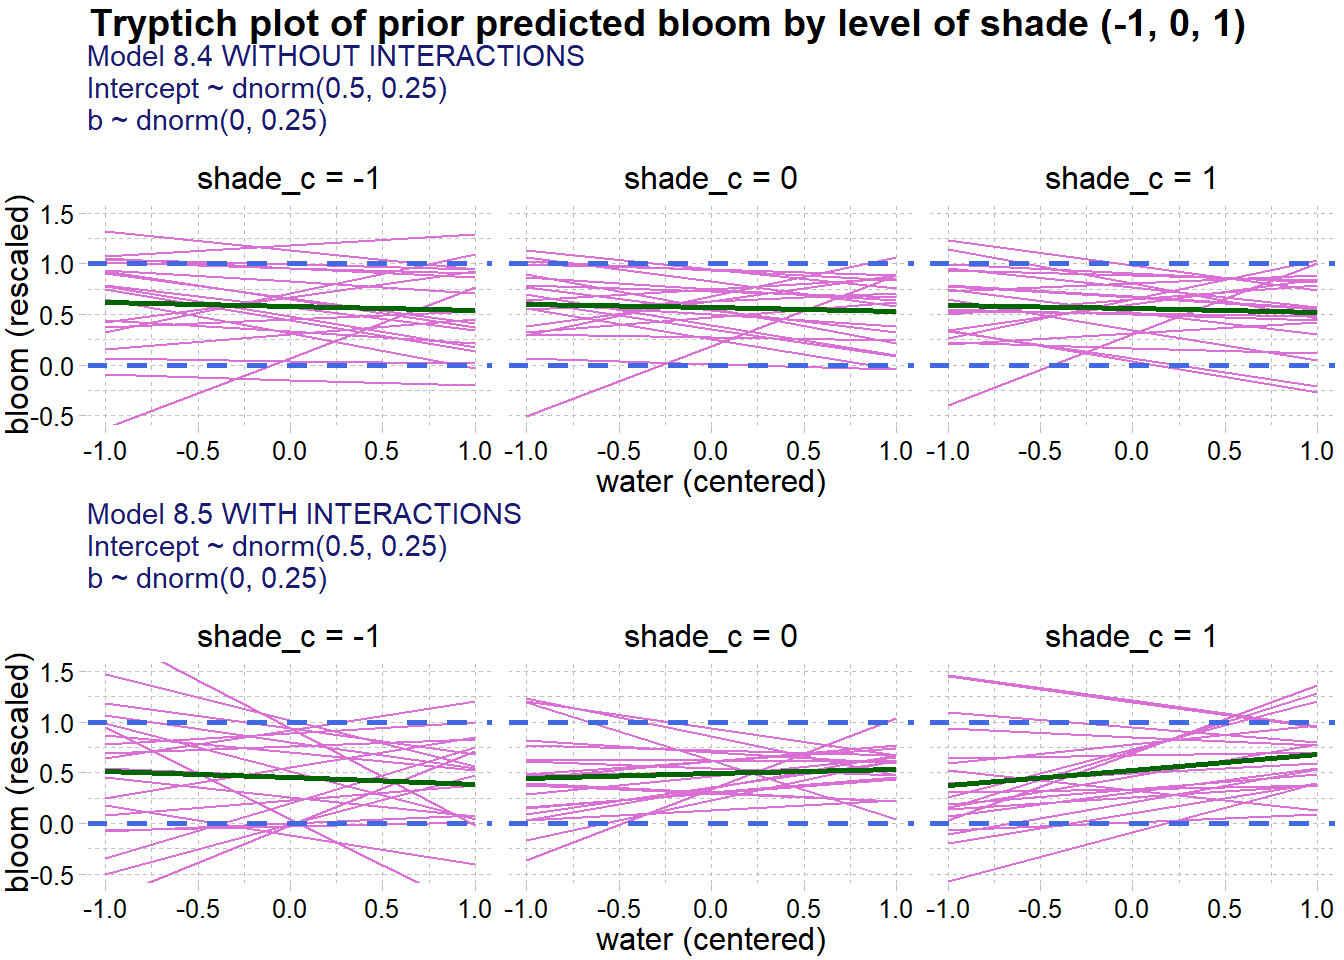 Tryptich plot of prior predicted bloom by level of shade (-1, 0, 1)
Model 8.4 WITHOUT INTERACTIONS
Intercept ~ dnorm(0.5, 0.25)
b ~ dnorm(0, 0.25)
shade_c = -1
shade_c = 0
shade_c = 1
bloom (rescaled)
1.5
1.0
0.5
0.0
-0.5
-1.0 -0.5 0.0 0.5 1.0
-1.0 -0.5 0.0 0.5 1.0
-1.0 -0.5 0.0 0.5 1.0
water (centered)
Model 8.5 WITH INTERACTIONS
Intercept ~ dnorm(0.5, 0.25)
b ~ dnorm(0, 0.25)
shade_c = -1
shade_c = 0
shade_c = 1
bloom (rescaled)
1.5
1.0
0.5
0.0
-0.5
-1.0 -0.5 0.0 0.5 1.0
-1.0 -0.5 0.0 0.5 1.0
-1.0 -0.5 0.0 0.5 1.0
water (centered)